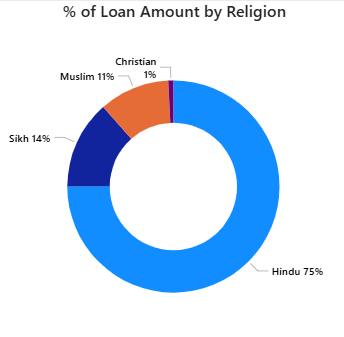 % of Loan Amount by Religion
Christian
1%
Muslim 11%
Sikh 14%
Hindu 75%